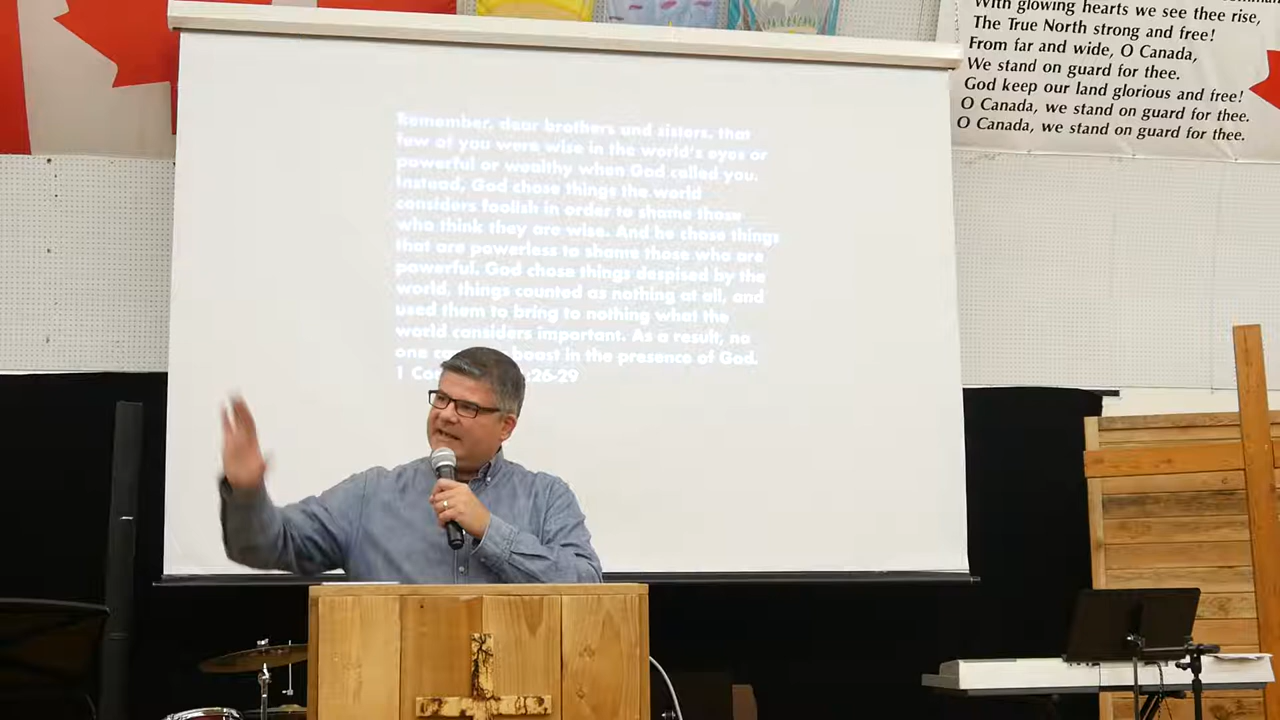 With glowing hearts we see thee rise,
The True North strong and free!
From far and wide, O Canada,
We stand on guard for thee.
God keep our land glorious and free!
O Canada, we stand on guard for thee.
O Canada, we stand on guard for thee.
Remember, dear brothers and sisters, that
few of you were wise in the world's eyes or
powerful or wealthy when God called you.
Instead, God chose things the world
considers foolish in order to shame those
who think they are wise. And he chose things
that are powerless to shame those who are
powerful. God chose things despised by the
world, things counted as nothing at all, and
used them to bring to nothing what the
world considers important. As a result, no
one boast in the presence of God.
1 :26-29